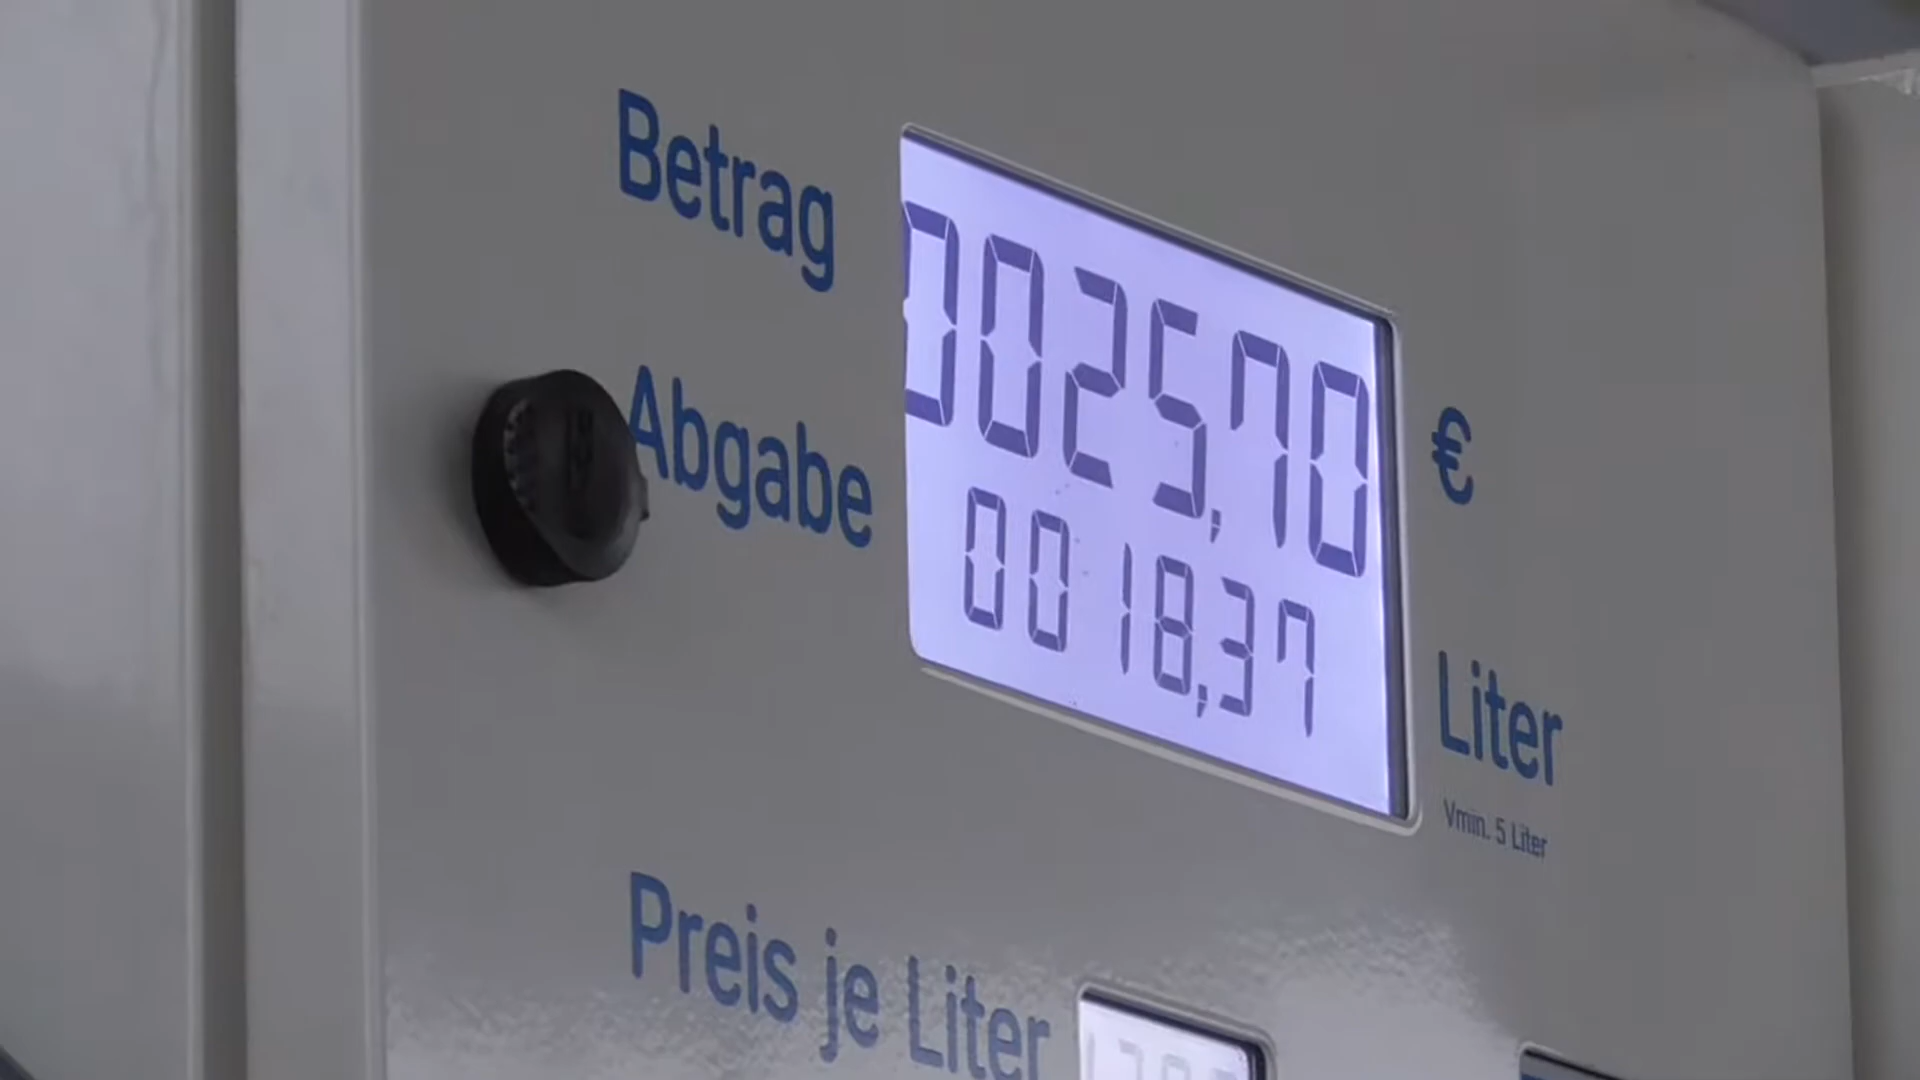 Betrag 0025,70 €
Abgabe 0018,37 Liter
Vmin. 5 Liter
Preis je Liter